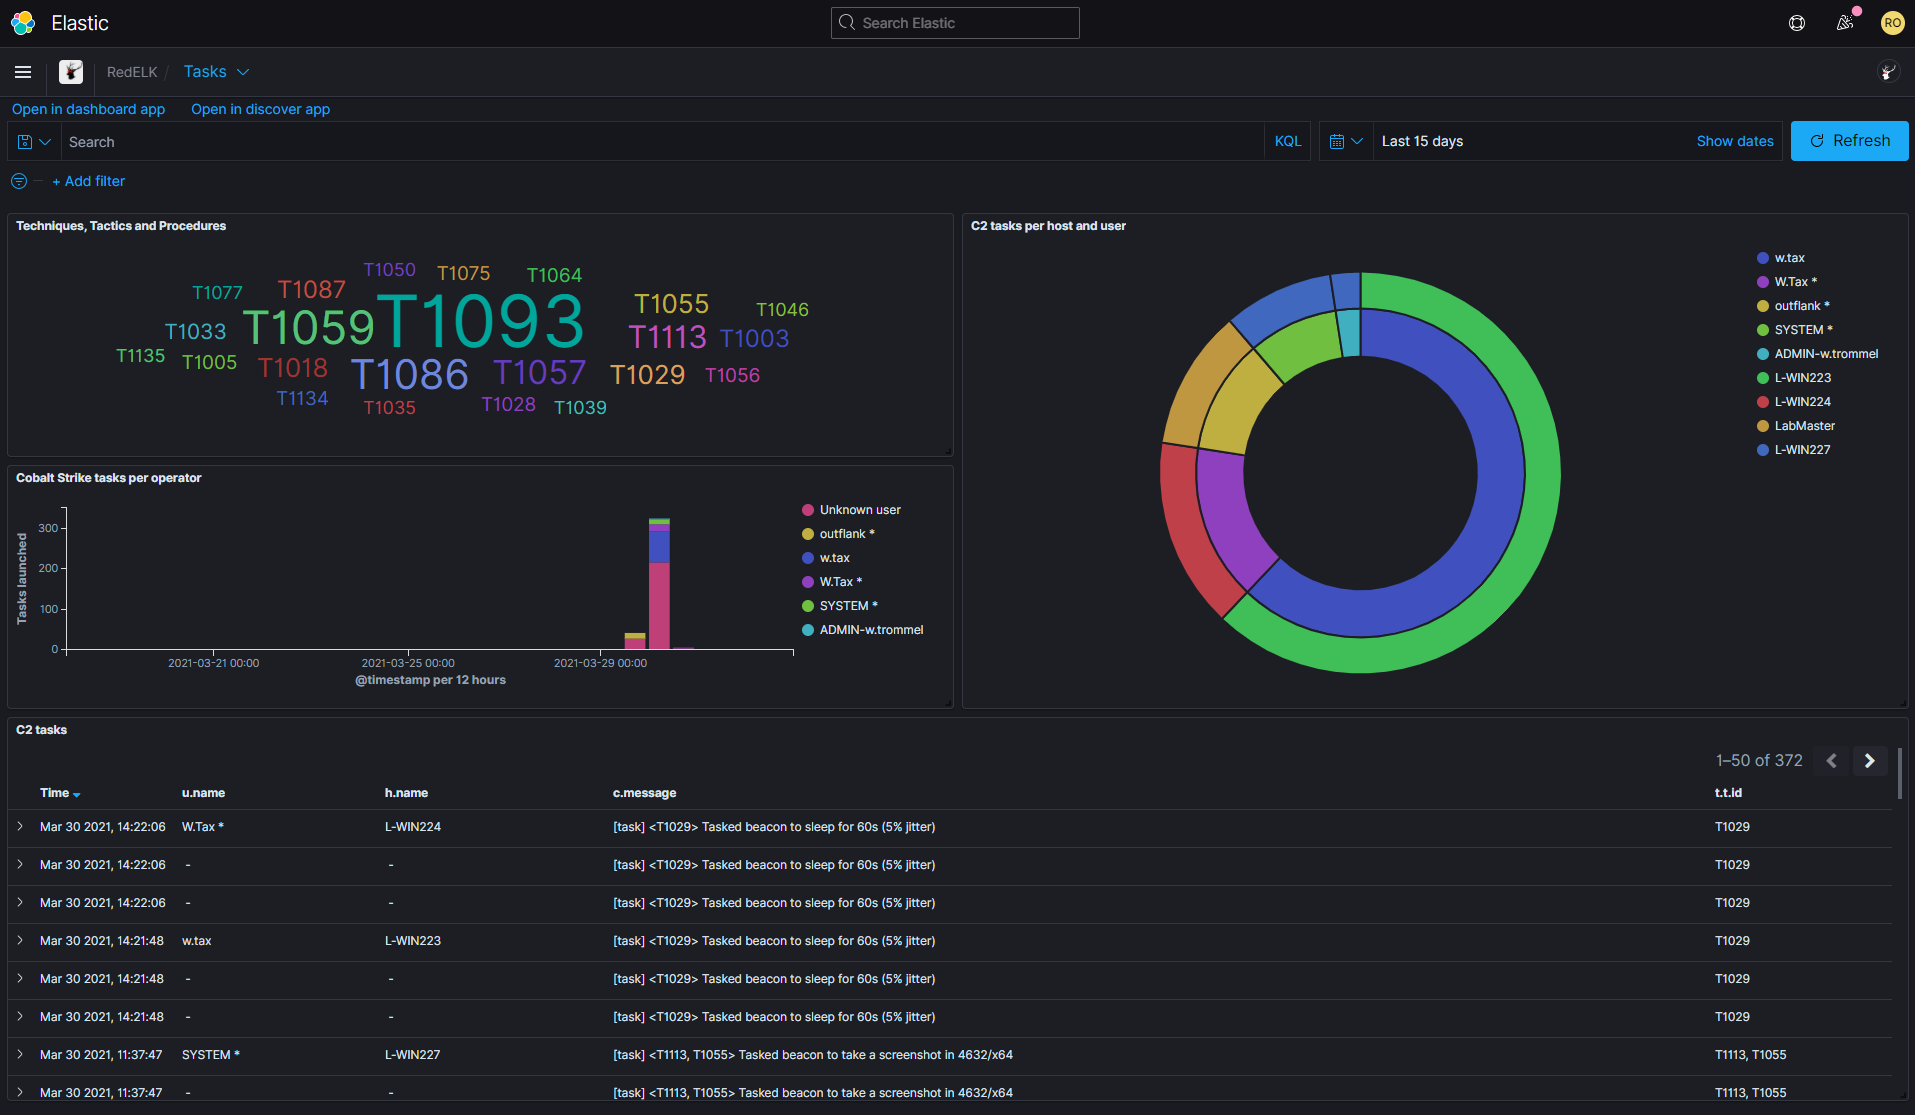 Elastic
Search Elastic
RO
RedELK / Tasks
Open in dashboard app Open in discover app
Search KQL Last 15 days Show dates Refresh
+ Add filter
Techniques, Tactics and Procedures
T1050 T1075 T1064
T1077 T1087 T1093 T1055 T1046
T1033 T1059 T1113 T1003
T1135 T1005 T1018 T1086 T1057 T1029 T1056
T1134 T1035 T1028 T1039
C2 tasks per host and user
w.tax
W.Tax *
outflank *
SYSTEM *
ADMIN-w.trommel
L-WIN223
L-WIN224
LabMaster
L-WIN227
Cobalt Strike tasks per operator
Tasks launched
300
200
100
0
2021-03-21 00:00 2021-03-25 00:00 2021-03-29 00:00
@timestamp per 12 hours
Unknown user
outflank *
w.tax
W.Tax *
SYSTEM *
ADMIN-w.trommel
C2 tasks
1–50 of 372
Time u.name h.name c.message t.t.id
Mar 30 2021, 14:22:06 W.Tax * L-WIN224 [task] <T1029> Tasked beacon to sleep for 60s (5% jitter) T1029
Mar 30 2021, 14:22:06 - - [task] <T1029> Tasked beacon to sleep for 60s (5% jitter) T1029
Mar 30 2021, 14:22:06 - - [task] <T1029> Tasked beacon to sleep for 60s (5% jitter) T1029
Mar 30 2021, 14:21:48 w.tax L-WIN223 [task] <T1029> Tasked beacon to sleep for 60s (5% jitter) T1029
Mar 30 2021, 14:21:48 - - [task] <T1029> Tasked beacon to sleep for 60s (5% jitter) T1029
Mar 30 2021, 14:21:48 - - [task] <T1029> Tasked beacon to sleep for 60s (5% jitter) T1029
Mar 30 2021, 11:37:47 SYSTEM * L-WIN227 [task] <T1113, T1055> Tasked beacon to take a screenshot in 4632/x64 T1113, T1055
Mar 30 2021, 11:37:47 - - [task] <T1113, T1055> Tasked beacon to take a screenshot in 4632/x64 T1113, T1055